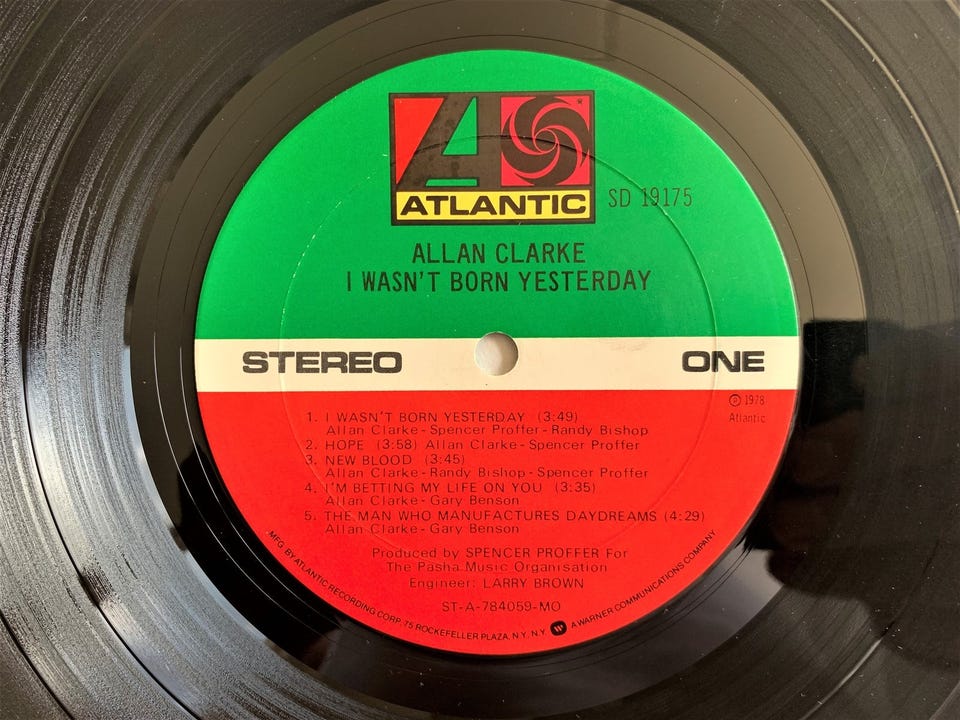 ATLANTIC
SD 19175
ALLAN CLARKE
I WASN'T BORN YESTERDAY
STEREO
ONE
℗ 1978
Atlantic
1. I WASN'T BORN YESTERDAY (3:49)
Allan Clarke - Spencer Proffer - Randy Bishop
2. HOPE (3:58) Allan Clarke - Spencer Proffer
3. NEW BLOOD (3:45)
Allan Clarke - Randy Bishop - Spencer Proffer
4. I'M BETTING MY LIFE ON YOU (3:35)
Allan Clarke - Gary Benson
5. THE MAN WHO MANUFACTURES DAYDREAMS (4:29)
Allan Clarke - Gary Benson
Produced by SPENCER PROFFER For
The Pasha Music Organisation
Engineer: LARRY BROWN
ST-A-784059-MO
MFG. BY ATLANTIC RECORDING CORP. 75 ROCKEFELLER PLAZA, N.Y. N.Y. A WARNER COMMUNICATIONS COMPANY